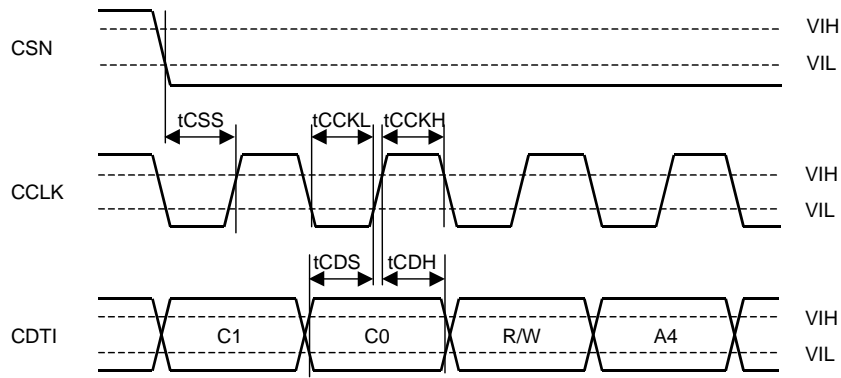 VIH
CSN
VIL
tCSS
tCCKL
tCCKH
VIH
CCLK
VIL
tCDS
tCDH
VIH
CDTI
C1
C0
R/W
A4
VIL